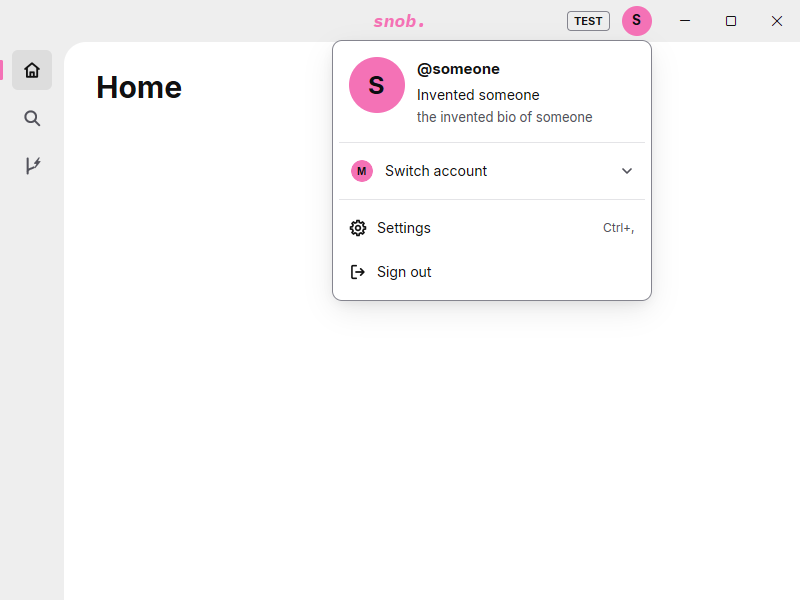 snob.
TEST
S
Home
S
@someone
Invented someone
the invented bio of someone
M
Switch account
Settings
Ctrl+,
Sign out